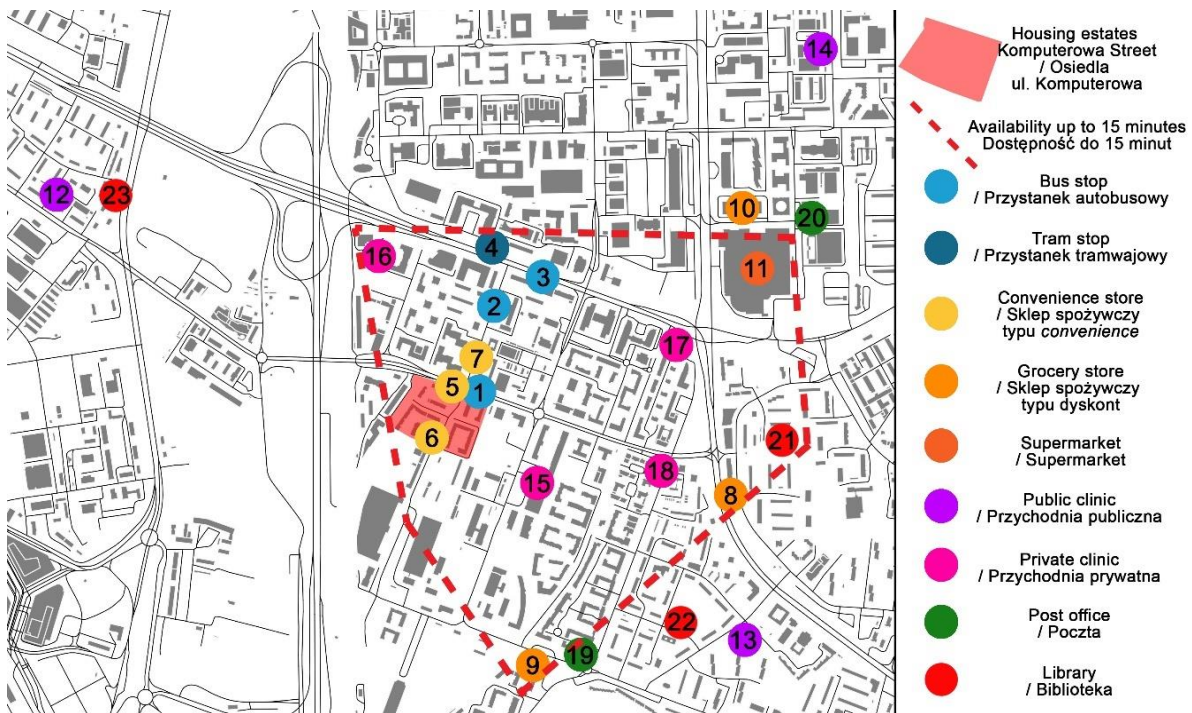 14
12
23
10
20
4
16
3
11
2
17
7
5
1
6
21
18
15
8
22
13
19
9
Housing estates
Komputerowa Street
/ Osiedla
ul. Komputerowa
Availability up to 15 minutes
Dostępność do 15 minut
Bus stop
/ Przystanek autobusowy
Tram stop
/ Przystanek tramwajowy
Convenience store
/ Sklep spożywczy
typu convenience
Grocery store
/ Sklep spożywczy
typu dyskont
Supermarket
/ Supermarket
Public clinic
/ Przychodnia publiczna
Private clinic
/ Przychodnia prywatna
Post office
/ Poczta
Library
/ Biblioteka